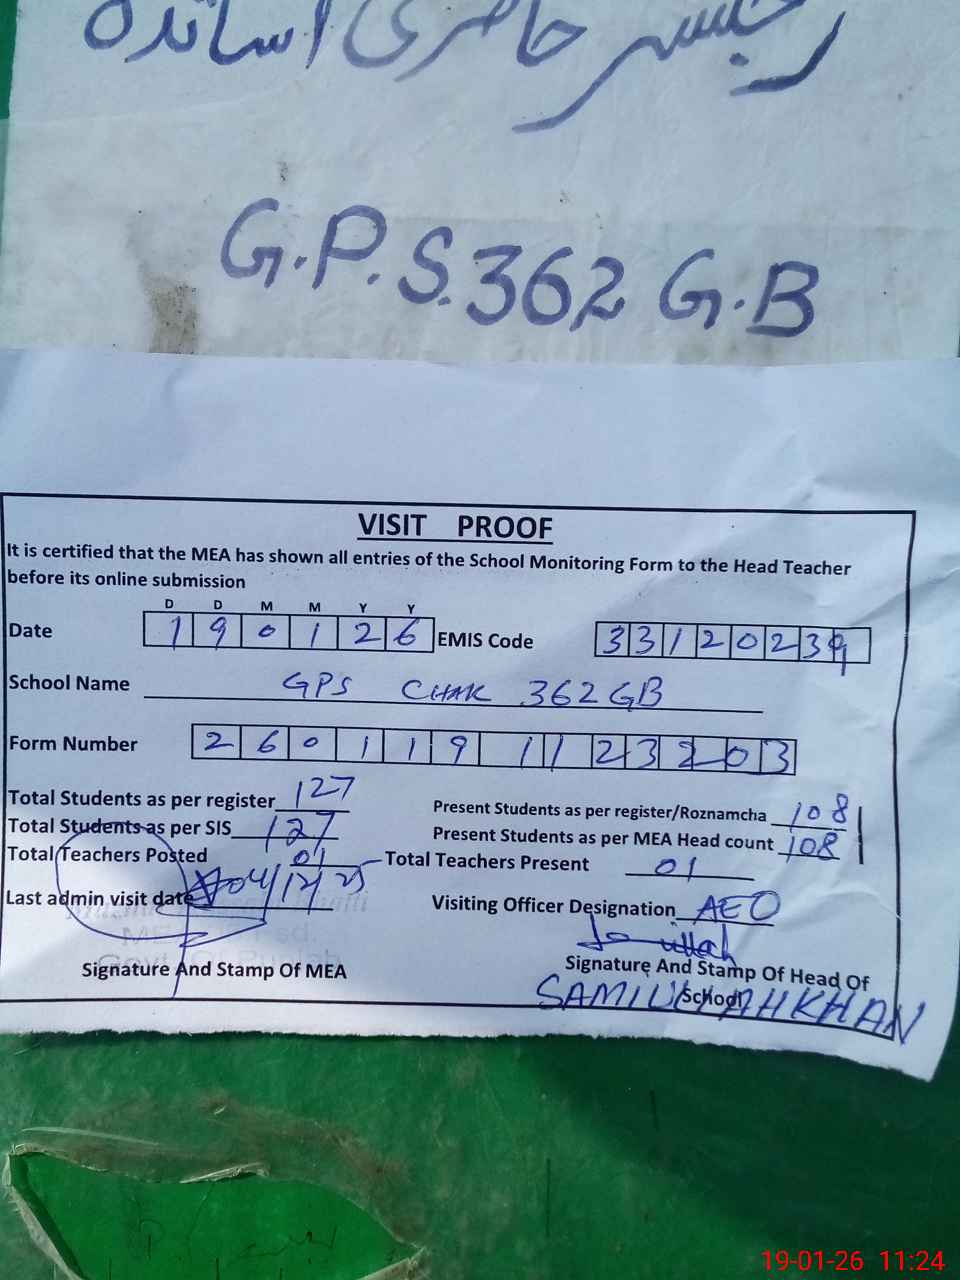 رجسٹر حاضری اساتذہ
G.P.S. 362 G.B
VISIT PROOF
It is certified that the MEA has shown all entries of the School Monitoring Form to the Head Teacher
before its online submission
D D M M Y Y
Date 1 9 0 1 2 6 EMIS Code 3 3 1 2 0 2 3 9
School Name GPS CHAK 362 GB
Form Number 2 6 0 1 1 9 1 1 2 3 2 0 3
Total Students as per register 127 Present Students as per register/Roznamcha 108
Total Students as per SIS 127 Present Students as per MEA Head count 108
Total Teachers Posted 01 Total Teachers Present 01
Last admin visit date 04/12/25 Visiting Officer Designation AEO
Signature And Stamp Of MEA Signature And Stamp Of Head Of
School
SAMIULLAHKHAN
19-01-26 11:24